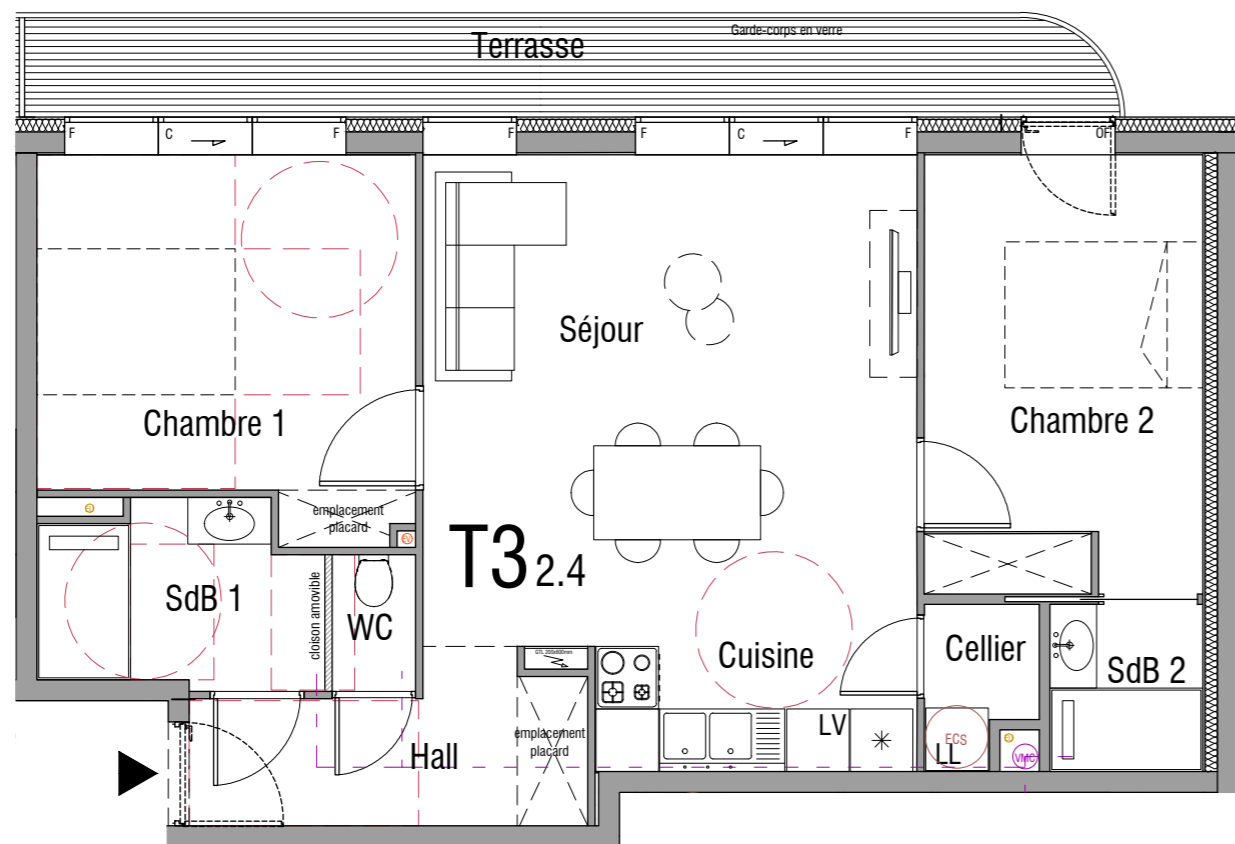 Terrasse
Garde-corps en verre
F
C
F
F
F
C
F
OF
Séjour
Chambre 1
Chambre 2
emplacement
placard
T3 2.4
SdB 1
cloison amovible
WC
Cuisine
Cellier
SdB 2
LV
ECS
LL
VMC
Hall
emplacement
placard